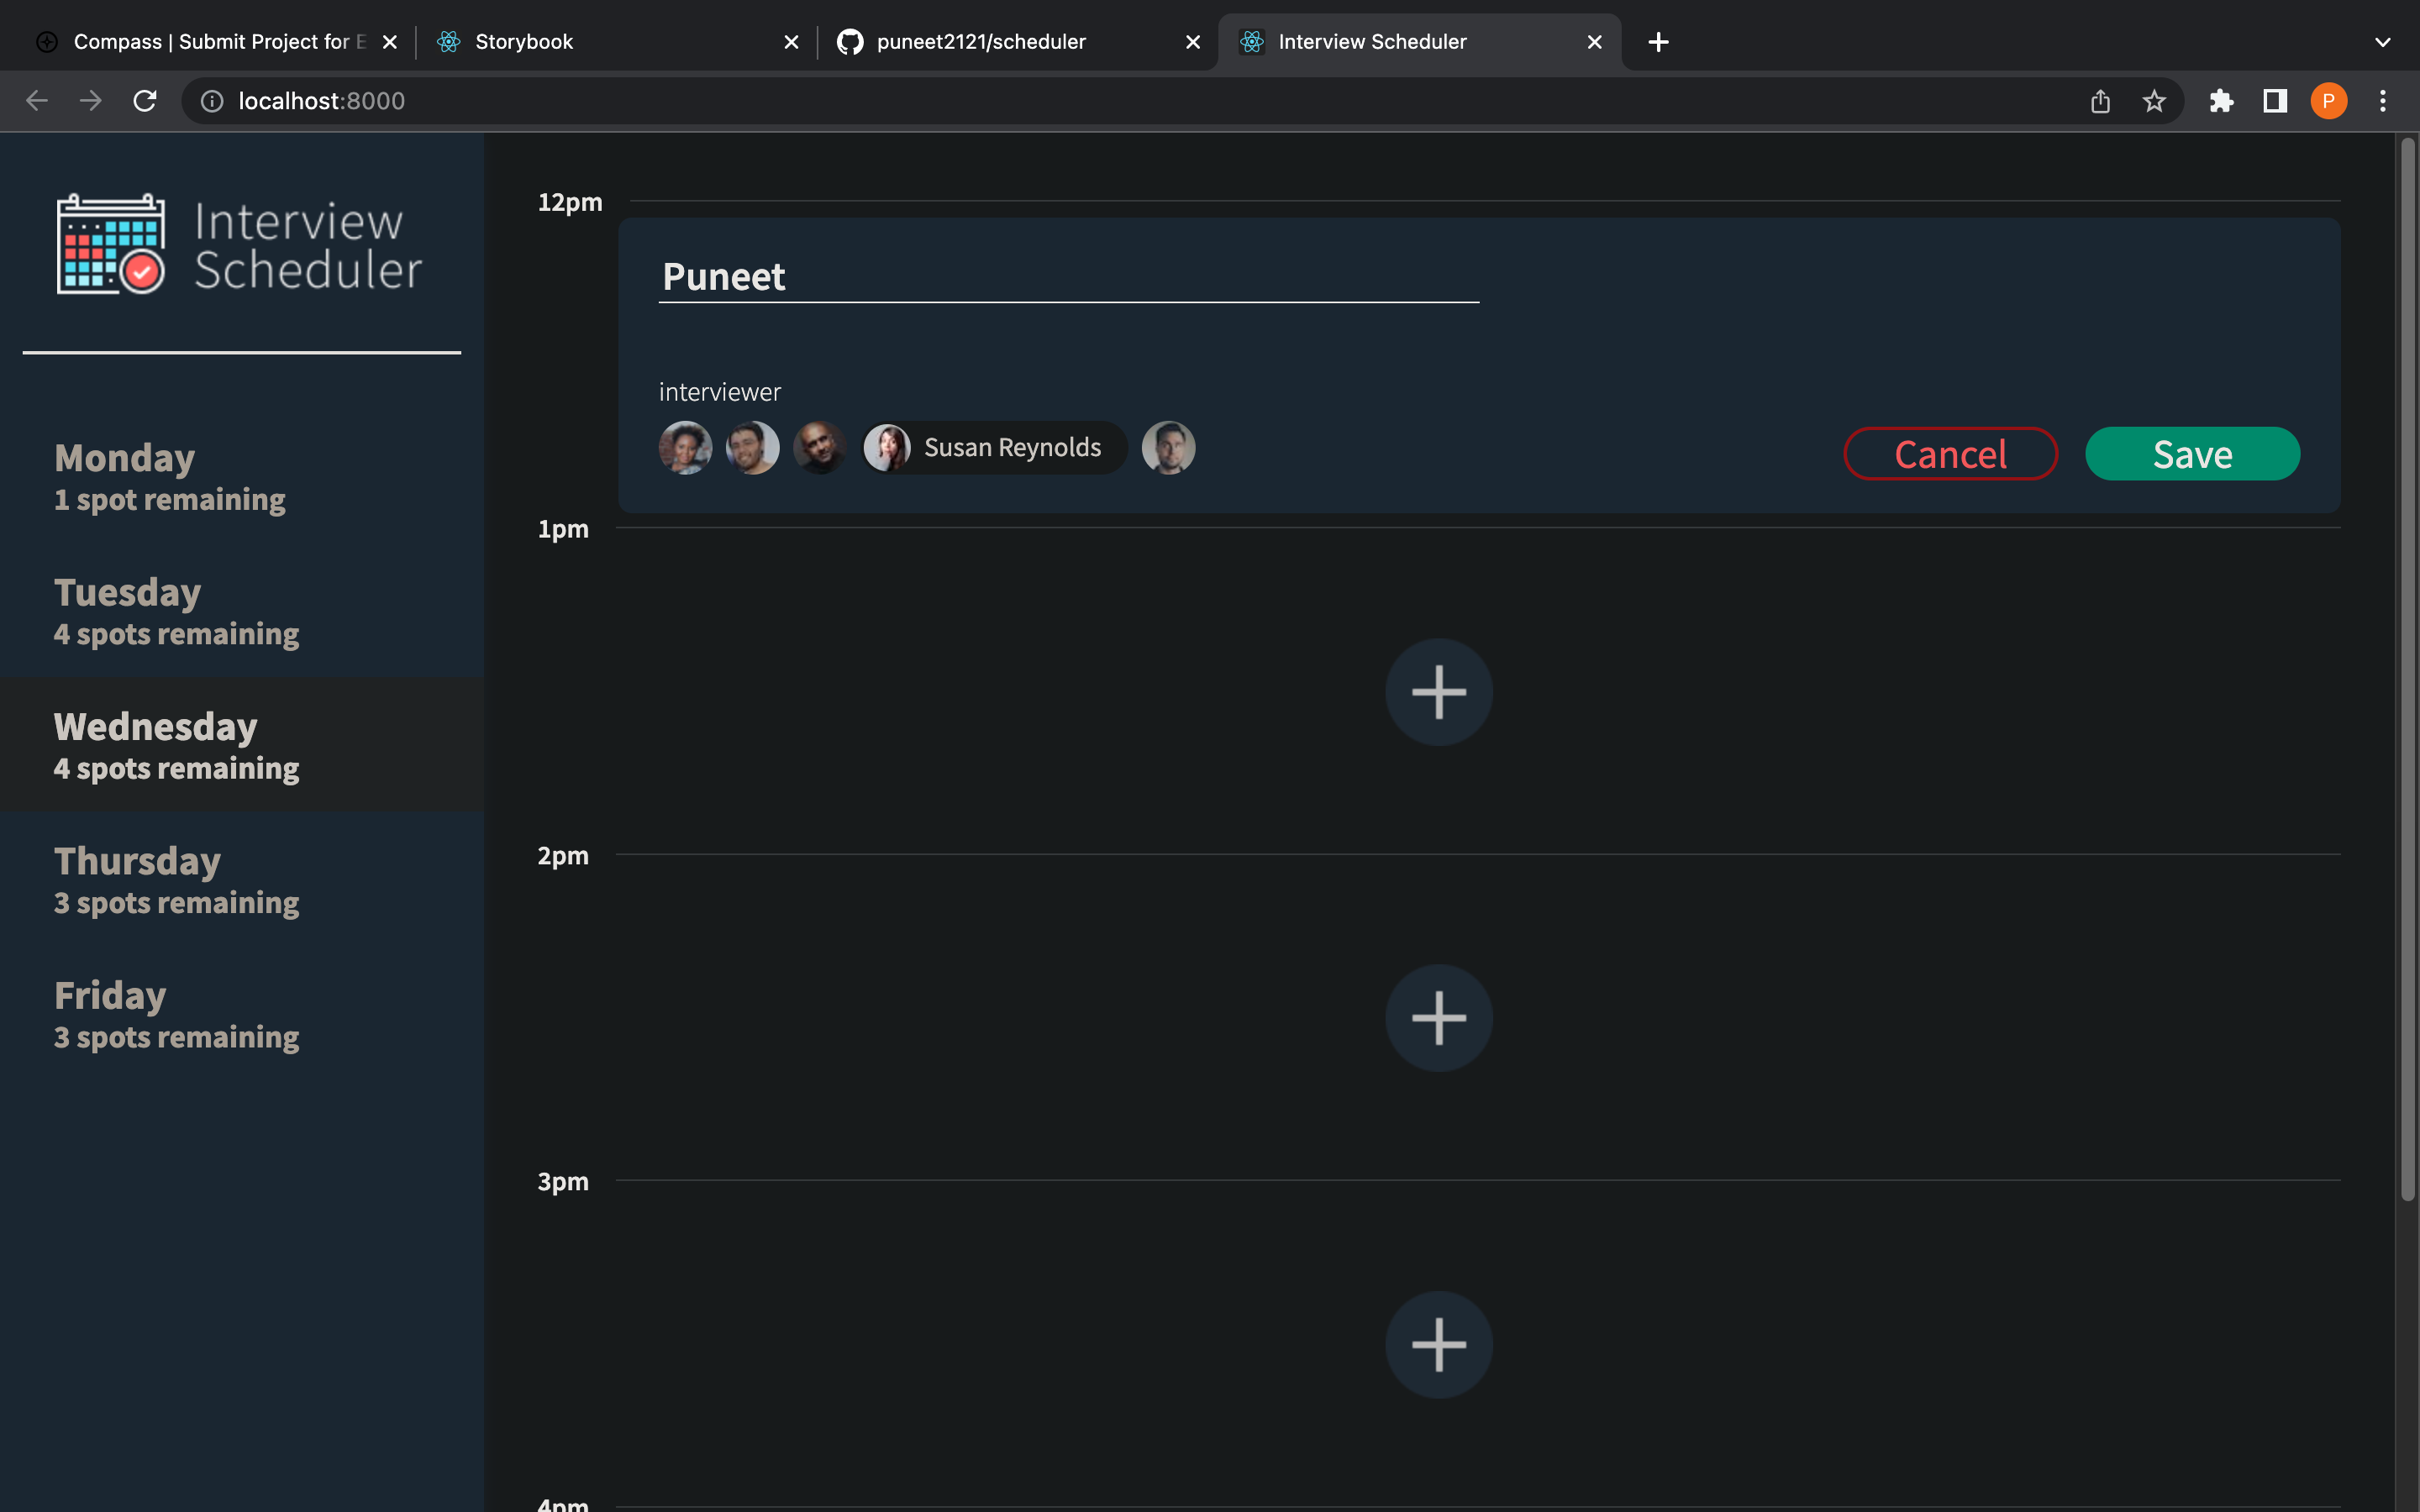 Compass | Submit Project for E
Storybook
puneet2121/scheduler
Interview Scheduler
localhost:8000
P
Interview
Scheduler
Monday
1 spot remaining
Tuesday
4 spots remaining
Wednesday
4 spots remaining
Thursday
3 spots remaining
Friday
3 spots remaining
12pm
Puneet
interviewer
Susan Reynolds
Cancel
Save
1pm
2pm
3pm
4pm